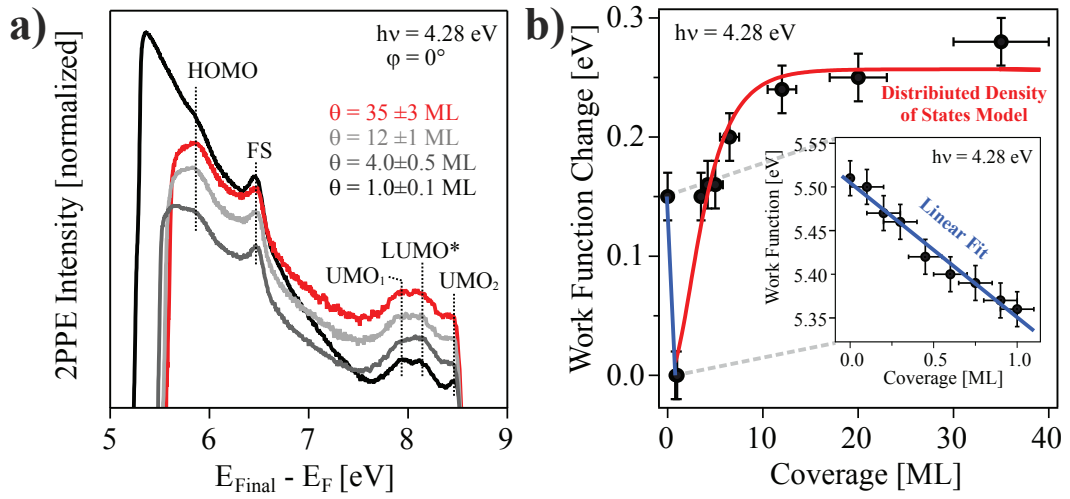 a)
hν = 4.28 eV
φ = 0°
HOMO
θ = 35 ±3 ML
θ = 12 ±1 ML
θ = 4.0±0.5 ML
θ = 1.0±0.1 ML
FS
LUMO*
UMO₁
UMO₂
2PPE Intensity [normalized]
5
6
7
8
9
E_Final - E_F [eV]
b)
hν = 4.28 eV
0.3
0.2
0.1
0.0
Work Function Change [eV]
Distribiuted Density
of States Model
hν = 4.28 eV
5.55
5.50
5.45
5.40
5.35
Work Function [eV]
Linear Fit
0.0
0.5
1.0
Coverage [ML]
0
10
20
30
40
Coverage [ML]